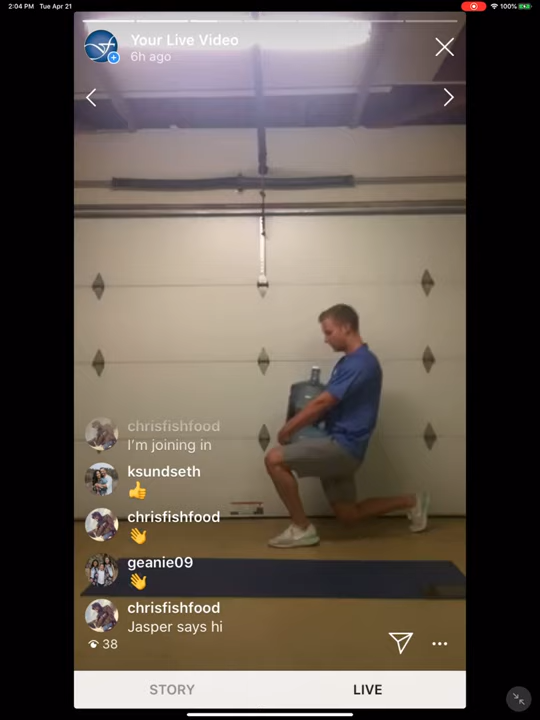 2:04 PM Tue Apr 21
100%
Your Live Video
6h ago
chrisfishfood
I'm joining in
ksundseth
👍
chrisfishfood
👋
geanie09
👋
chrisfishfood
Jasper says hi
38
STORY
LIVE